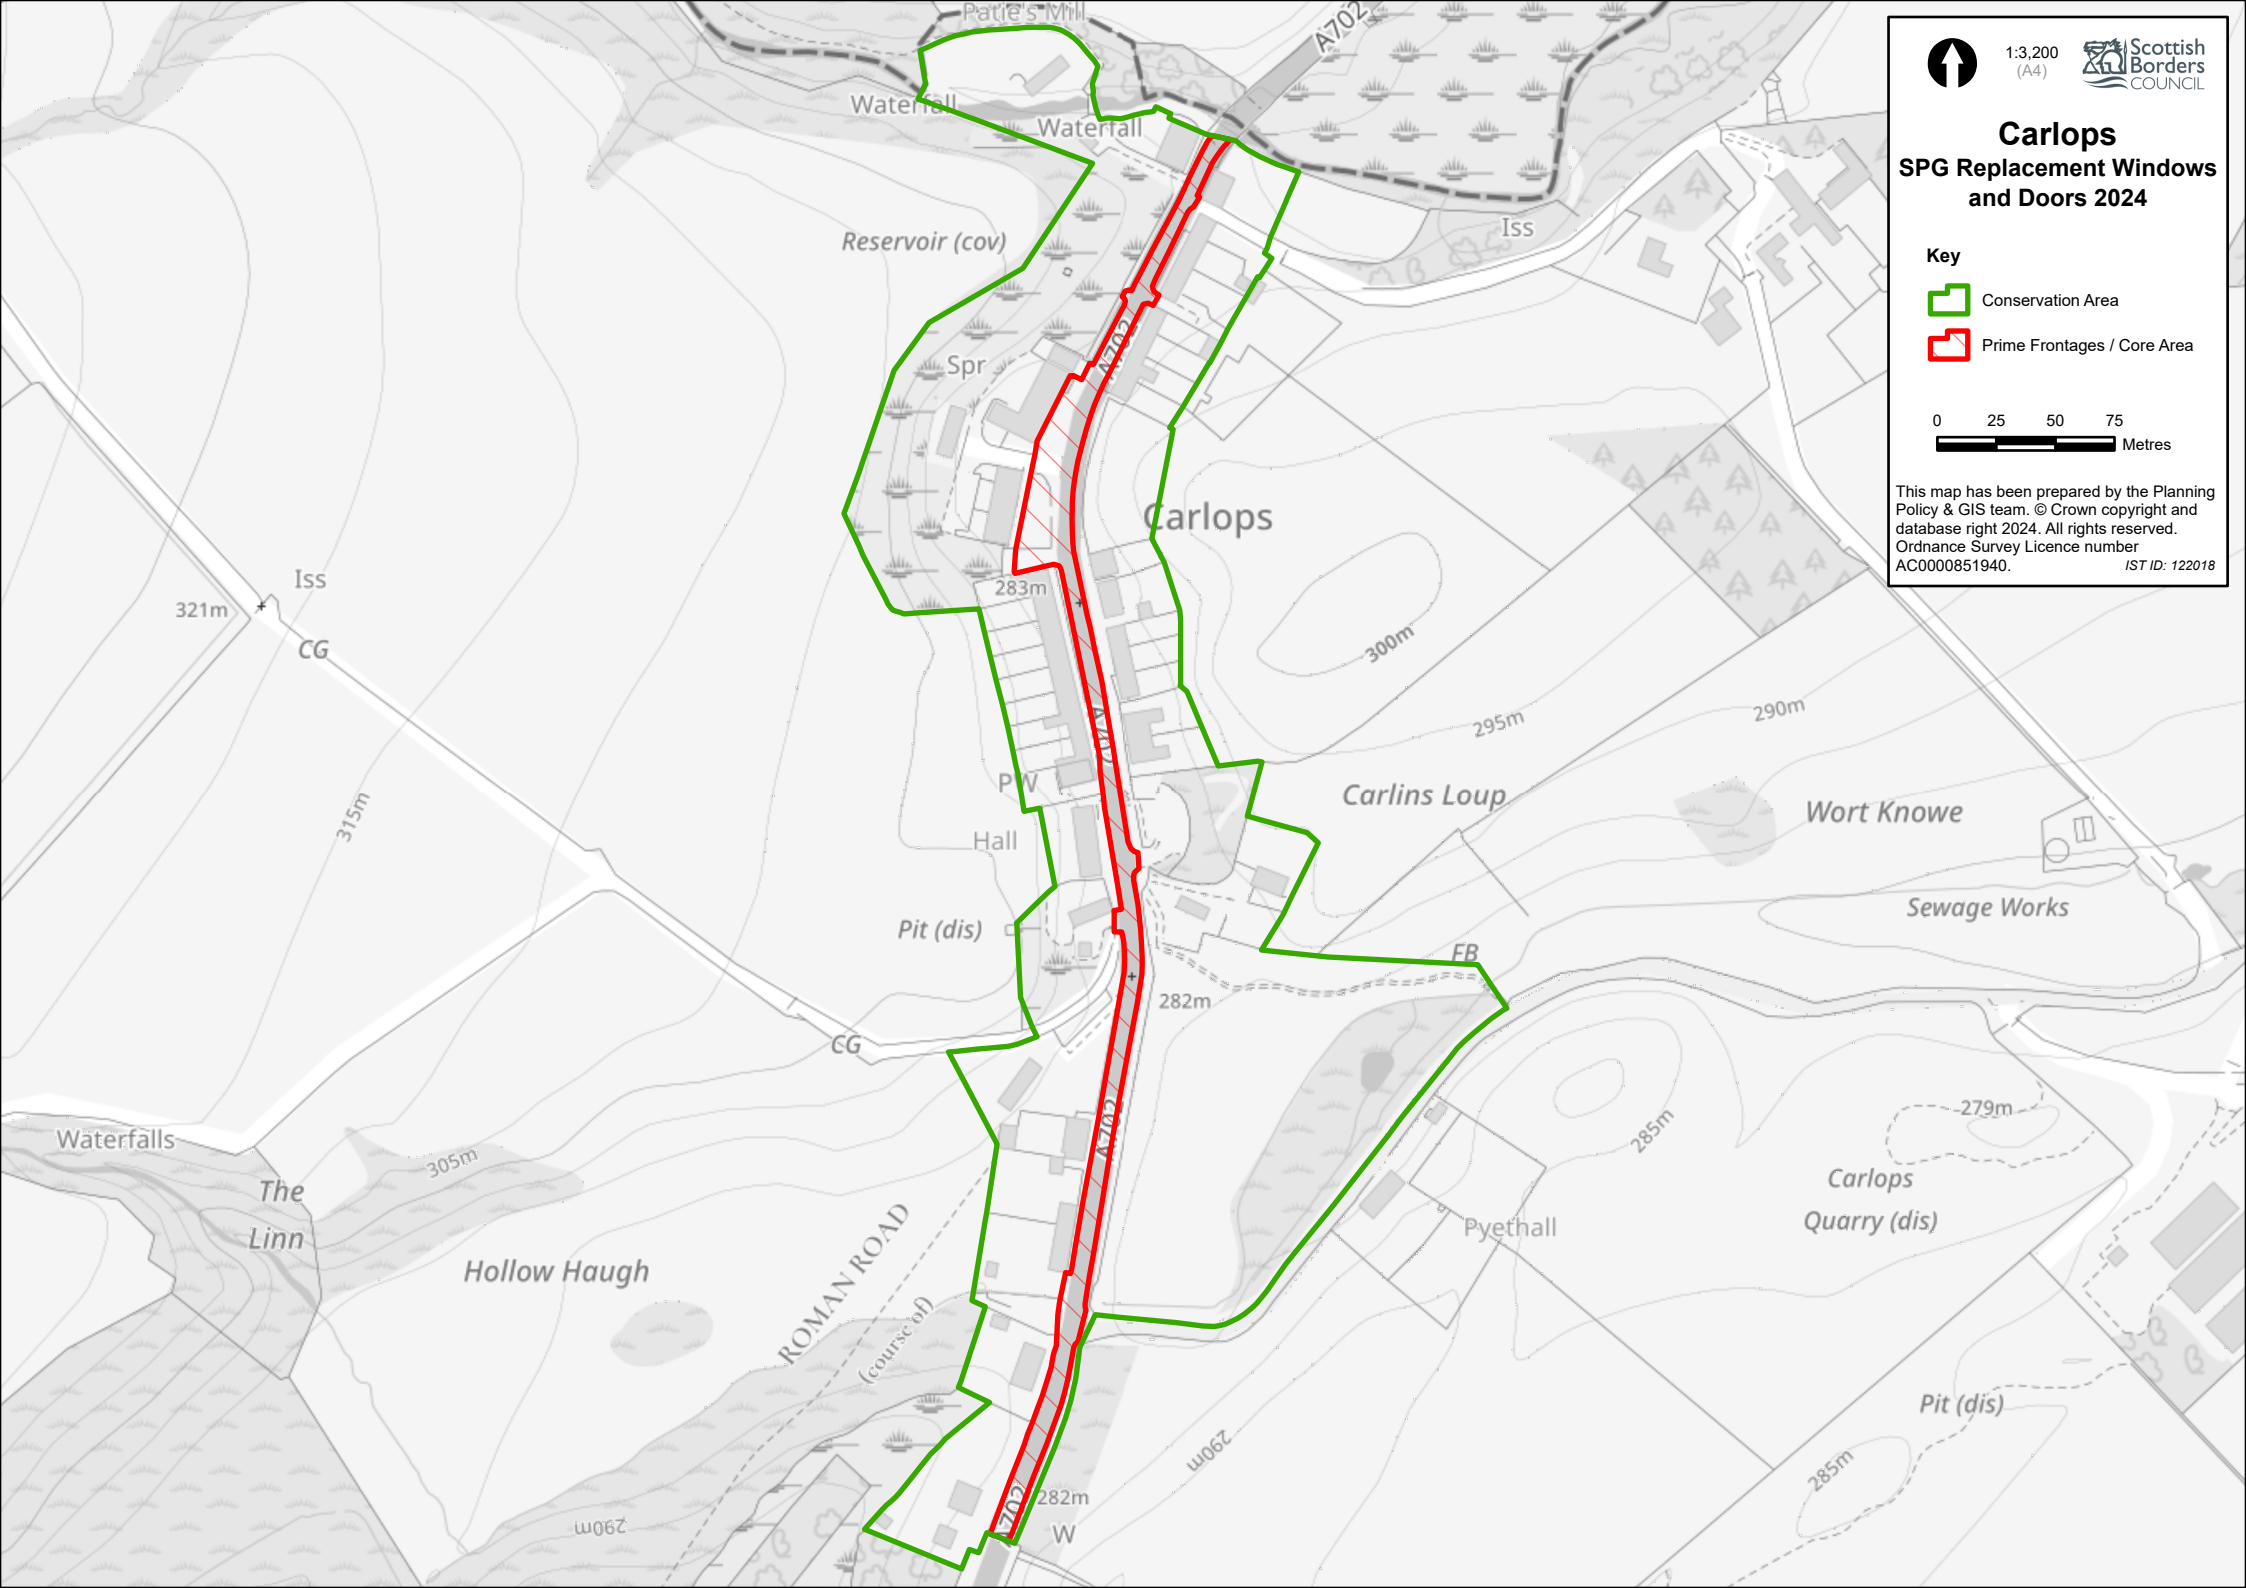 Patie's Mill
A702
Waterfall
Waterfall
Reservoir (cov)
Iss
Spr
A702
Carlops
283m
Iss
321m
CG
300m
295m
290m
A702
PW
Carlins Loup
Wort Knowe
315m
Hall
Pit (dis)
FB
Sewage Works
282m
CG
A702
285m
279m
Waterfalls
305m
The
Linn
Carlops
Quarry (dis)
Pyethall
ROMAN ROAD
(course of)
Hollow Haugh
Pit (dis)
290m
285m
290m
A702
282m
W
1:3,200
(A4)
Scottish
Borders
COUNCIL
Carlops
SPG Replacement Windows
and Doors 2024
Key
Conservation Area
Prime Frontages / Core Area
0 25 50 75
Metres
This map has been prepared by the Planning
Policy & GIS team. © Crown copyright and
database right 2024. All rights reserved.
Ordnance Survey Licence number
AC0000851940. IST ID: 122018